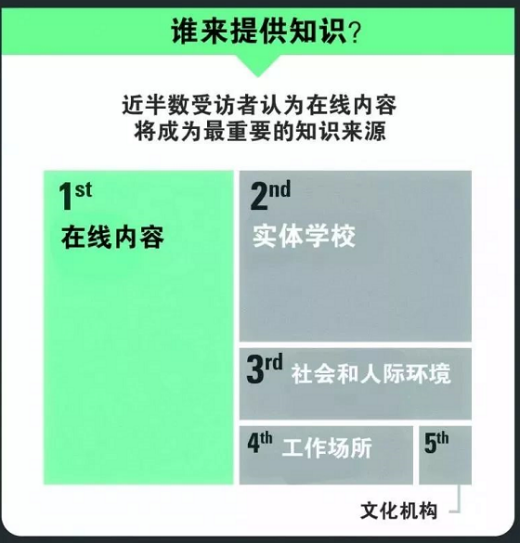 谁来提供知识?
近半数受访者认为在线内容
将成为最重要的知识来源
1st
在线内容
2nd
实体学校
3rd 社会和人际环境
4th 工作场所
5th
文化机构